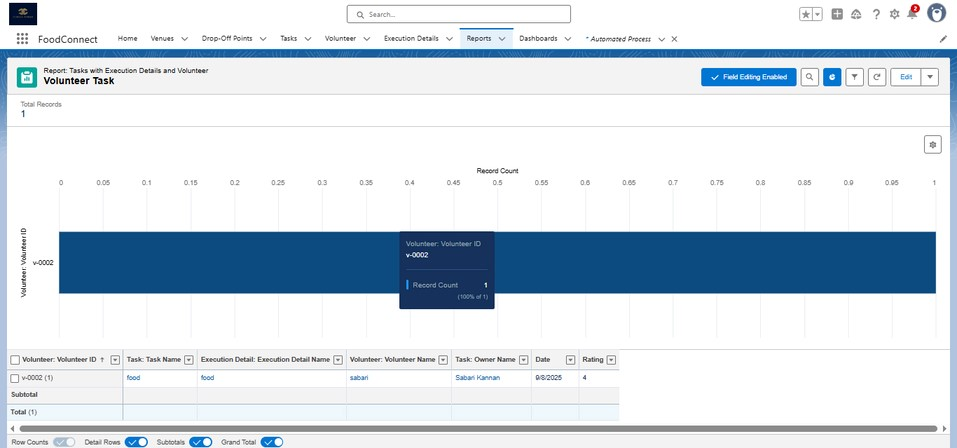 Search...
2
FoodConnect Home Venues Drop-Off Points Tasks Volunteer Execution Details Reports Dashboards * Automated Process
Report: Tasks with Execution Details and Volunteer
Volunteer Task
Field Editing Enabled Edit
Total Records
1
Record Count
0 0.05 0.1 0.15 0.2 0.25 0.3 0.35 0.4 0.45 0.5 0.55 0.6 0.65 0.7 0.75 0.8 0.85 0.9 0.95 1
Volunteer: Volunteer ID
v-0002
Volunteer: Volunteer ID
v-0002
Record Count 1
(100% of 1)
Volunteer: Volunteer ID ↑ Task: Task Name Execution Detail: Execution Detail Name Volunteer: Volunteer Name Task: Owner Name Date Rating
v-0002 (1) food food sabari Sabari Kannan 9/8/2025 4
Subtotal
Total (1)
Row Counts Detail Rows Subtotals Grand Total